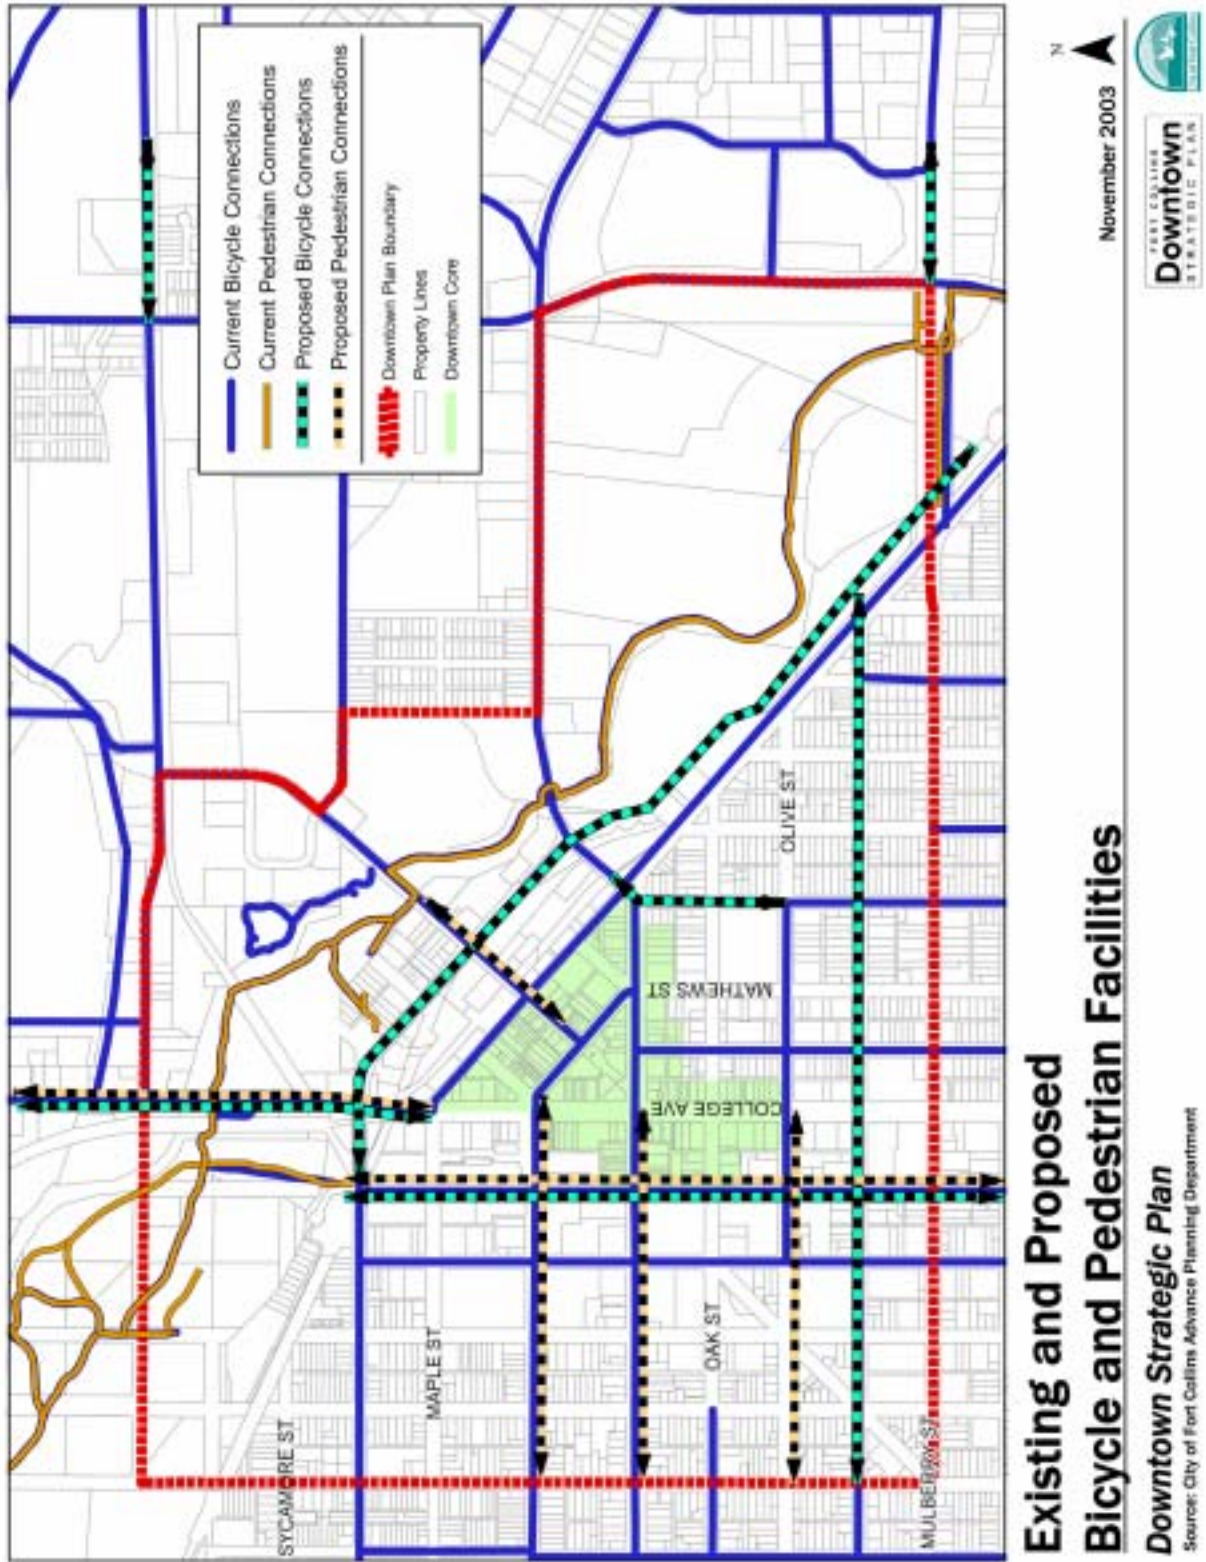 Current Bicycle Connections
Current Pedestrian Connections
Proposed Bicycle Connections
Proposed Pedestrian Connections
Downtown Plan Boundary
Property Lines
Downtown Core
SYCAMORE ST
MAPLE ST
OAK ST
MULBERRY ST
COLLEGE AVE
MATHEWS ST
OLIVE ST
Existing and Proposed
Bicycle and Pedestrian Facilities
Downtown Strategic Plan
Source: City of Fort Collins Advance Planning Department
N
November 2003
FORT COLLINS
Downtown
STRATEGIC PLAN